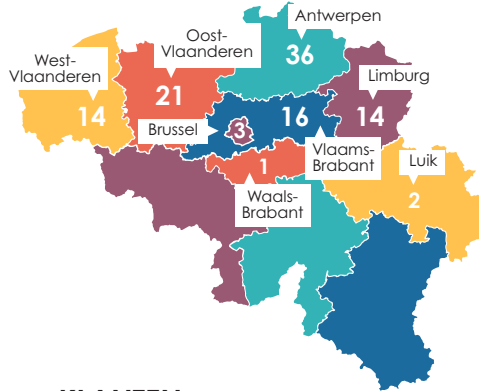 Antwerpen
36
Oost-
Vlaanderen
21
West-
Vlaanderen
14
Limburg
14
Brussel
3
16
Vlaams-
Brabant
Luik
2
1
Waals-
Brabant